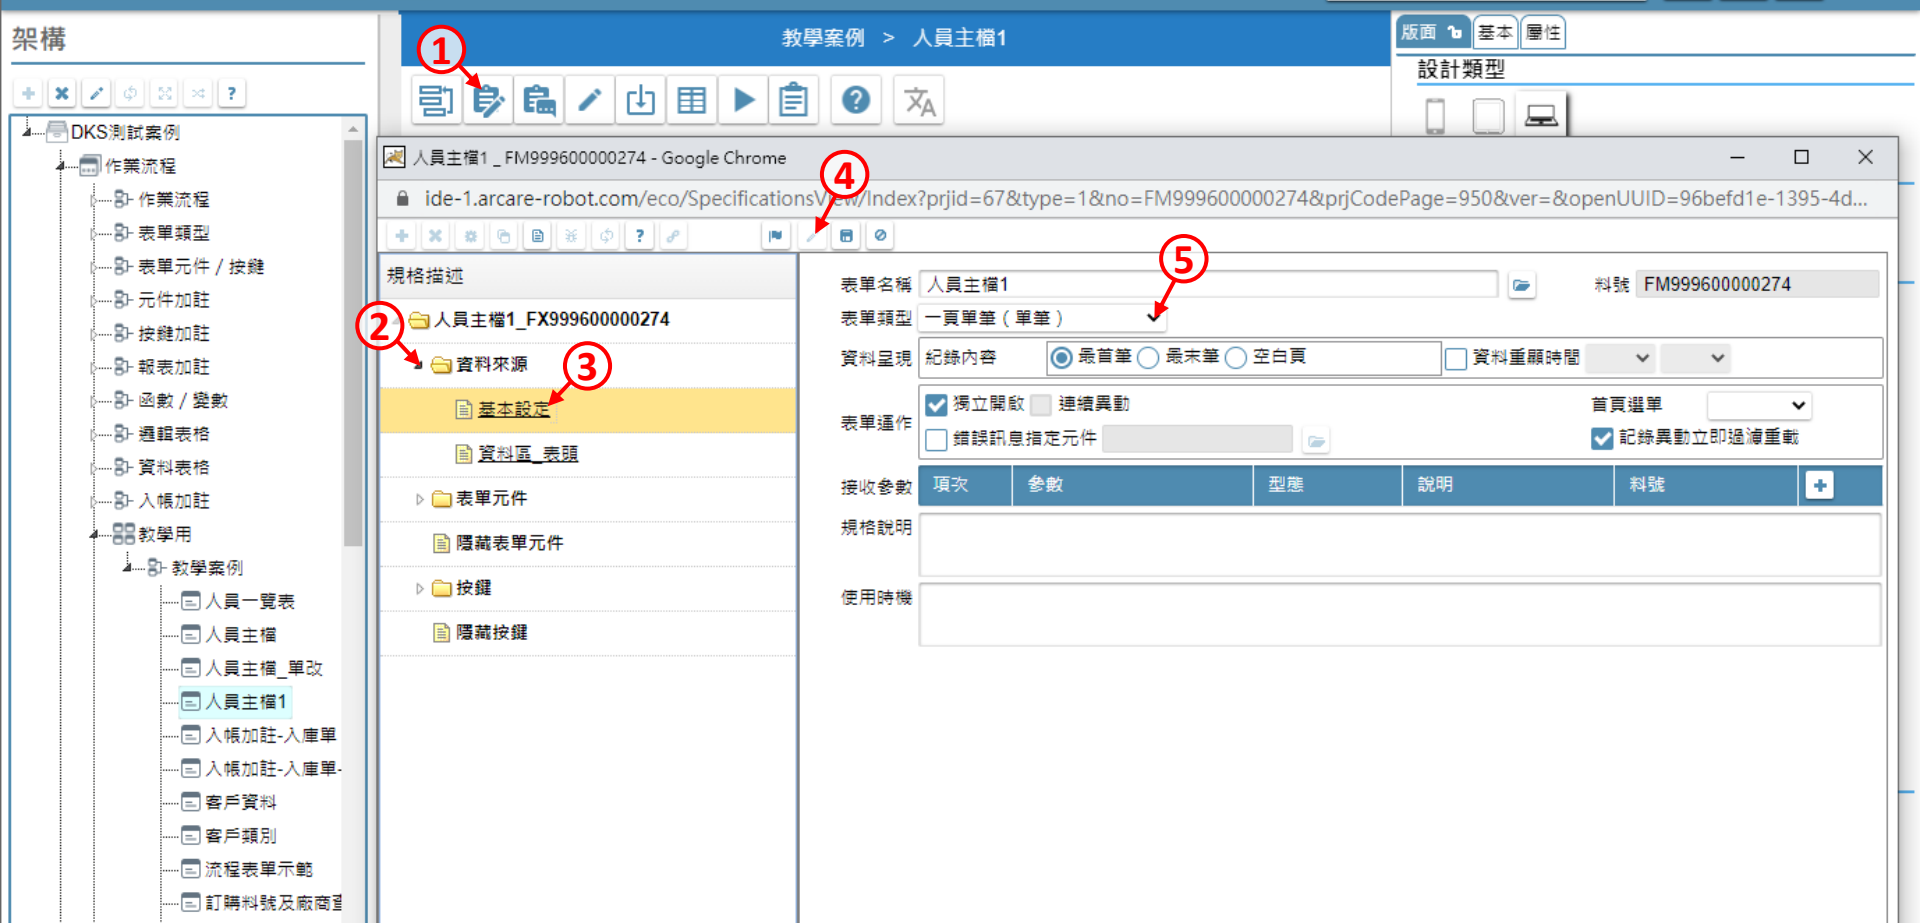 架構
教學案例 > 人員主檔1
版面 基本 屬性
設計類型
①
DKS測試案例
作業流程
作業流程
表單類型
表單元件 / 按鍵
元件加註
按鍵加註
報表加註
函數 / 變數
邏輯表格
資料表格
入帳加註
教學用
教學案例
人員一覽表
人員主檔
人員主檔_單改
人員主檔1
入帳加註-入庫單
入帳加註-入庫單-
客戶資料
客戶類別
流程表單示範
人員主檔1 _ FM999600000274 - Google Chrome
ide-1.arcare-robot.com/eco/SpecificationsView/Index?prjid=67&type=1&no=FM999600000274&prjCodePage=950&ver=&openUUID=96befd1e-1395-4d...
④
規格描述
② 人員主檔1_FX999600000274
資料來源 ③
基本設定
資料區_表頭
表單元件
隱藏表單元件
按鍵
隱藏按鍵
⑤
表單名稱 人員主檔1 料號 FM999600000274
表單類型 一頁單筆 ( 單筆 )
資料呈現 紀錄內容 最首筆 最末筆 空白頁 資料重顯時間
表單運作 獨立開啟 連續異動 首頁選單
錯誤訊息指定元件 記錄異動立即過濾重載
接收參數 項次 參數 型態 說明 料號
規格說明
使用時機